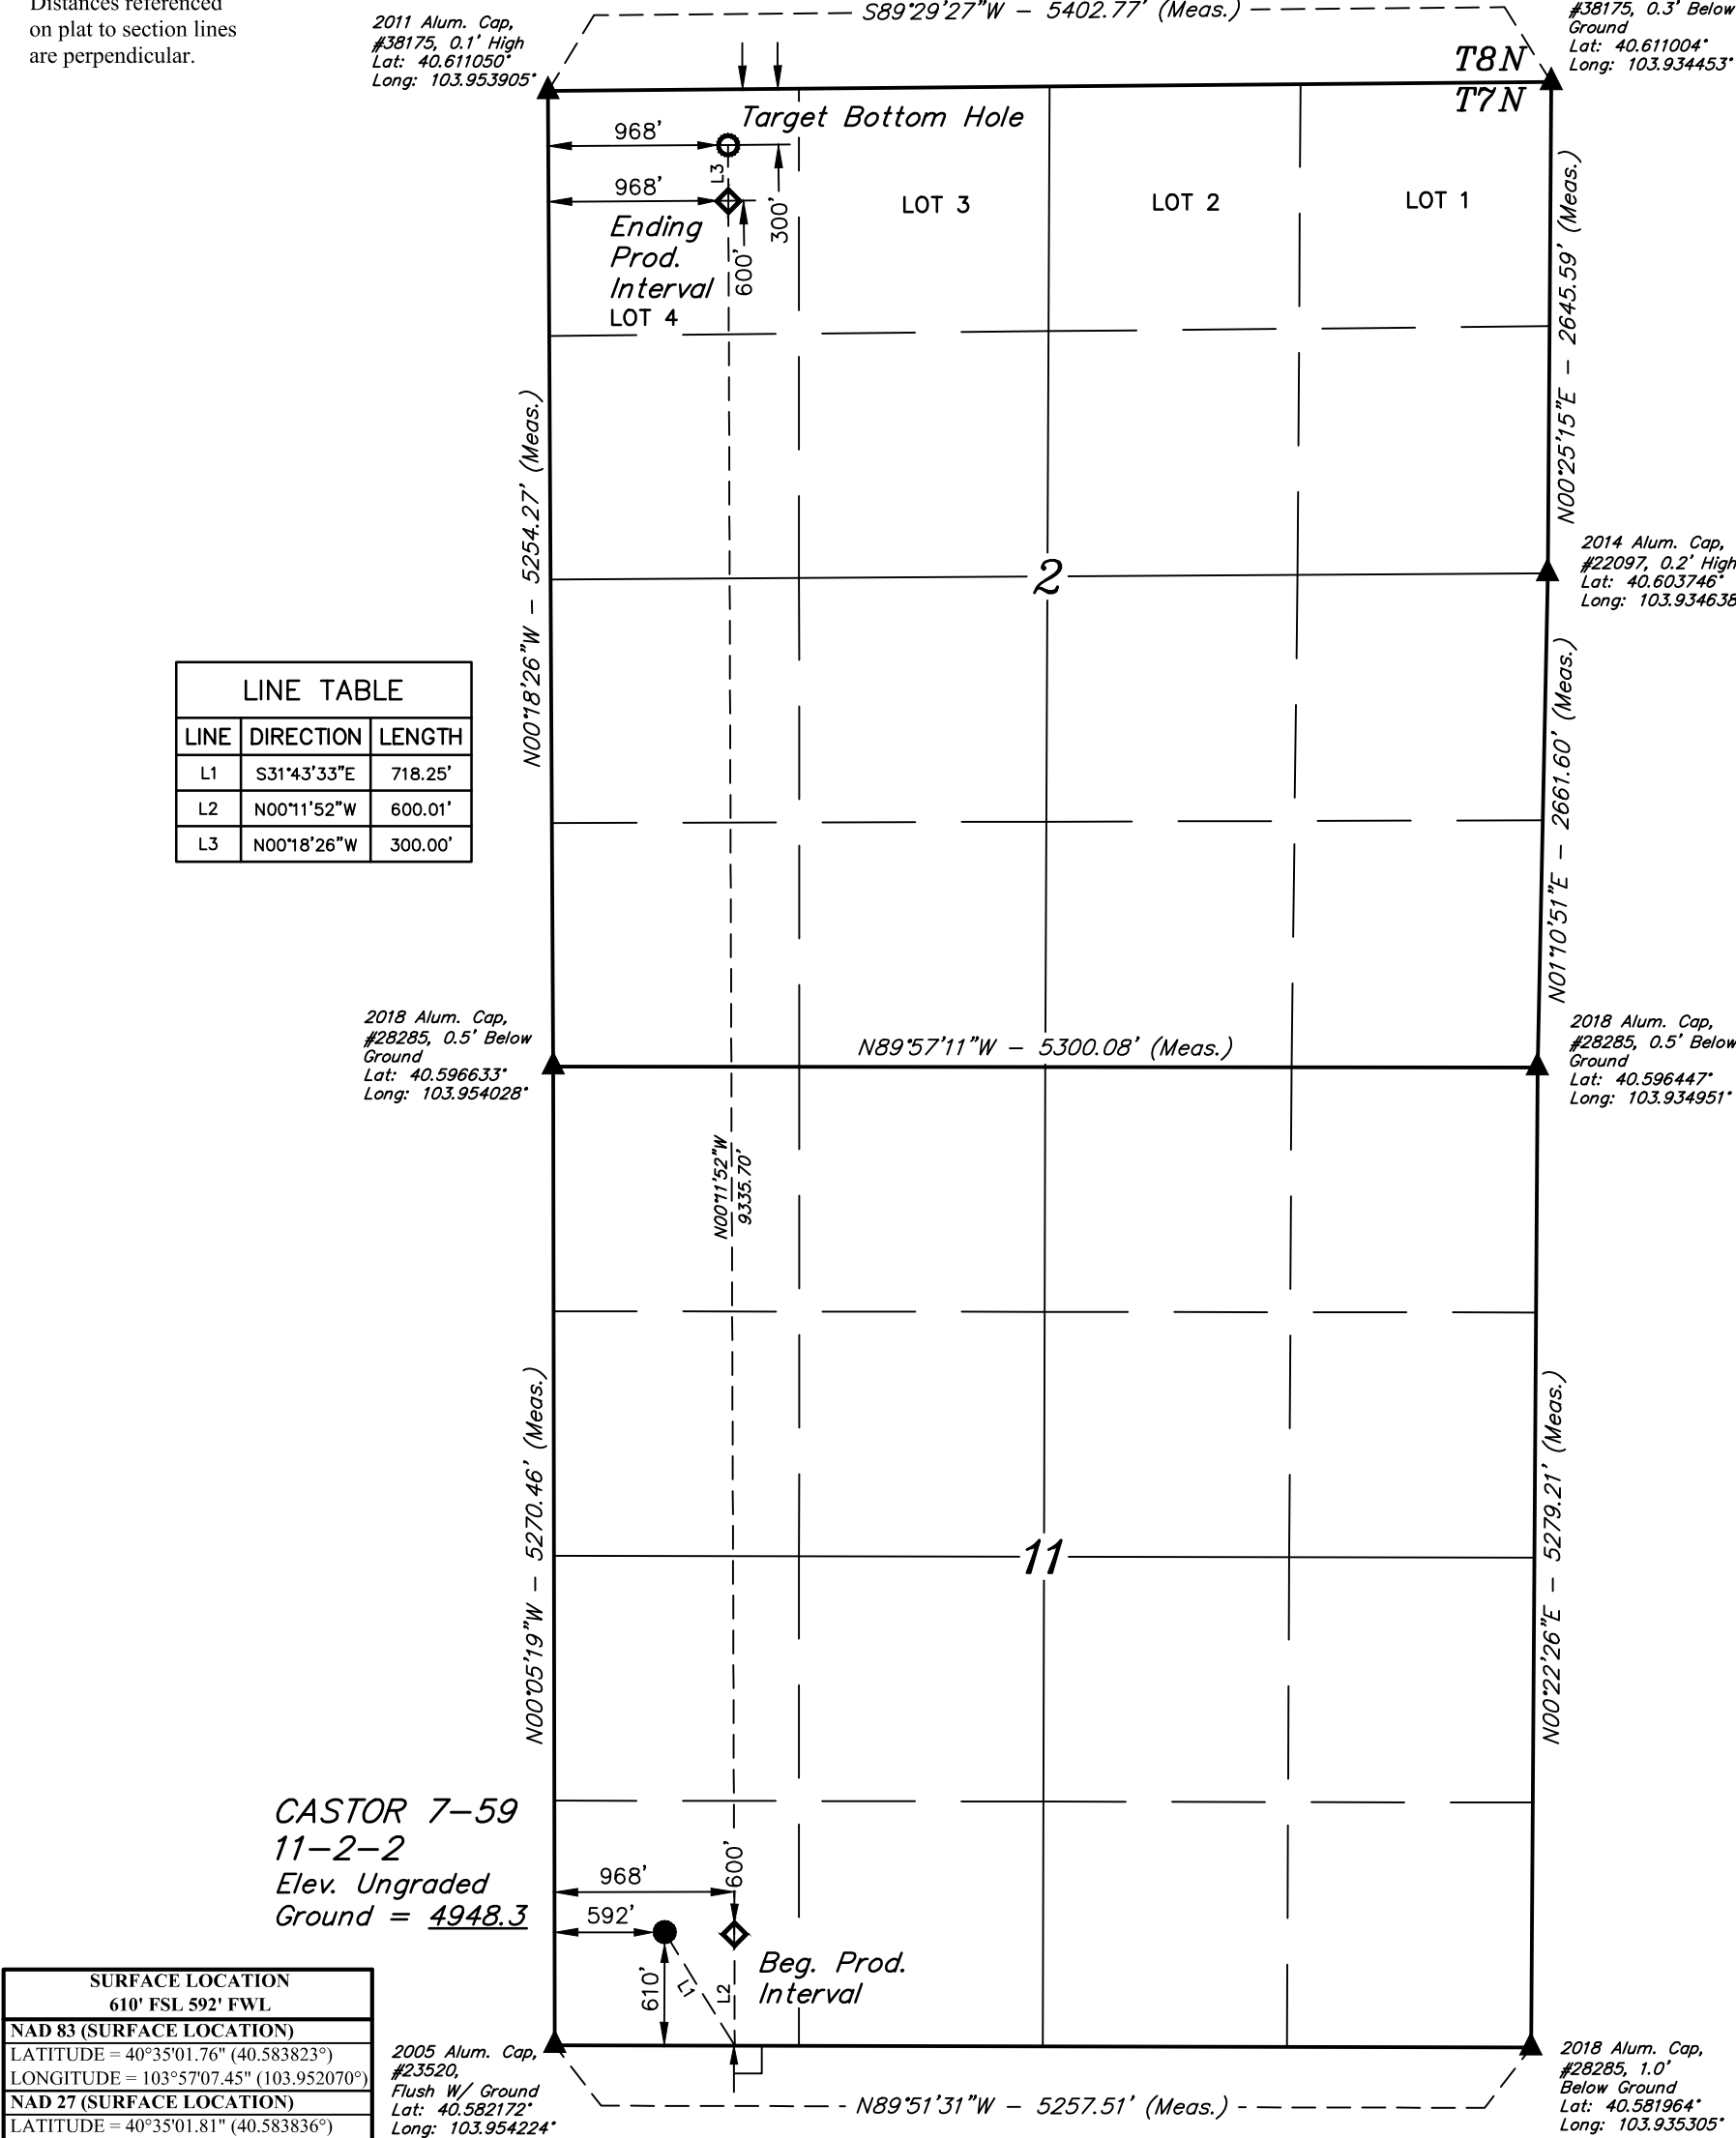 Distances referenced
on plat to section lines
are perpendicular.
2011 Alum. Cap,
#38175, 0.1' High
Lat: 40.611050°
Long: 103.953905°
S89°29'27"W - 5402.77' (Meas.)
#38175, 0.3' Below
Ground
Lat: 40.611004°
Long: 103.934453°
T8N
T7N
Target Bottom Hole
968'
L3
968'
300'
600'
Ending
Prod.
Interval
LOT 4
LOT 3
LOT 2
LOT 1
N00°25'15"E - 2645.59' (Meas.)
N00°18'26"W - 5254.27' (Meas.)
2
2014 Alum. Cap,
#22097, 0.2' High
Lat: 40.603746°
Long: 103.934638
LINE TABLE
LINE DIRECTION LENGTH
L1 S31°43'33"E 718.25'
L2 N00°11'52"W 600.01'
L3 N00°18'26"W 300.00'
N01°10'51"E - 2661.60' (Meas.)
2018 Alum. Cap,
#28285, 0.5' Below
Ground
Lat: 40.596633°
Long: 103.954028°
N89°57'11"W - 5300.08' (Meas.)
2018 Alum. Cap,
#28285, 0.5' Below
Ground
Lat: 40.596447°
Long: 103.934951°
N00°11'52"W
9335.70'
N00°05'19"W - 5270.46' (Meas.)
11
N00°22'26"E - 5279.21' (Meas.)
CASTOR 7-59
11-2-2
Elev. Ungraded
Ground = 4948.3
968'
600'
592'
610'
L1
L2
Beg. Prod.
Interval
SURFACE LOCATION
610' FSL 592' FWL
NAD 83 (SURFACE LOCATION)
LATITUDE = 40°35'01.76" (40.583823°)
LONGITUDE = 103°57'07.45" (103.952070°)
NAD 27 (SURFACE LOCATION)
LATITUDE = 40°35'01.81" (40.583836°)
2005 Alum. Cap,
#23520,
Flush W/ Ground
Lat: 40.582172°
Long: 103.954224°
N89°51'31"W - 5257.51' (Meas.)
2018 Alum. Cap,
#28285, 1.0'
Below Ground
Lat: 40.581964°
Long: 103.935305°